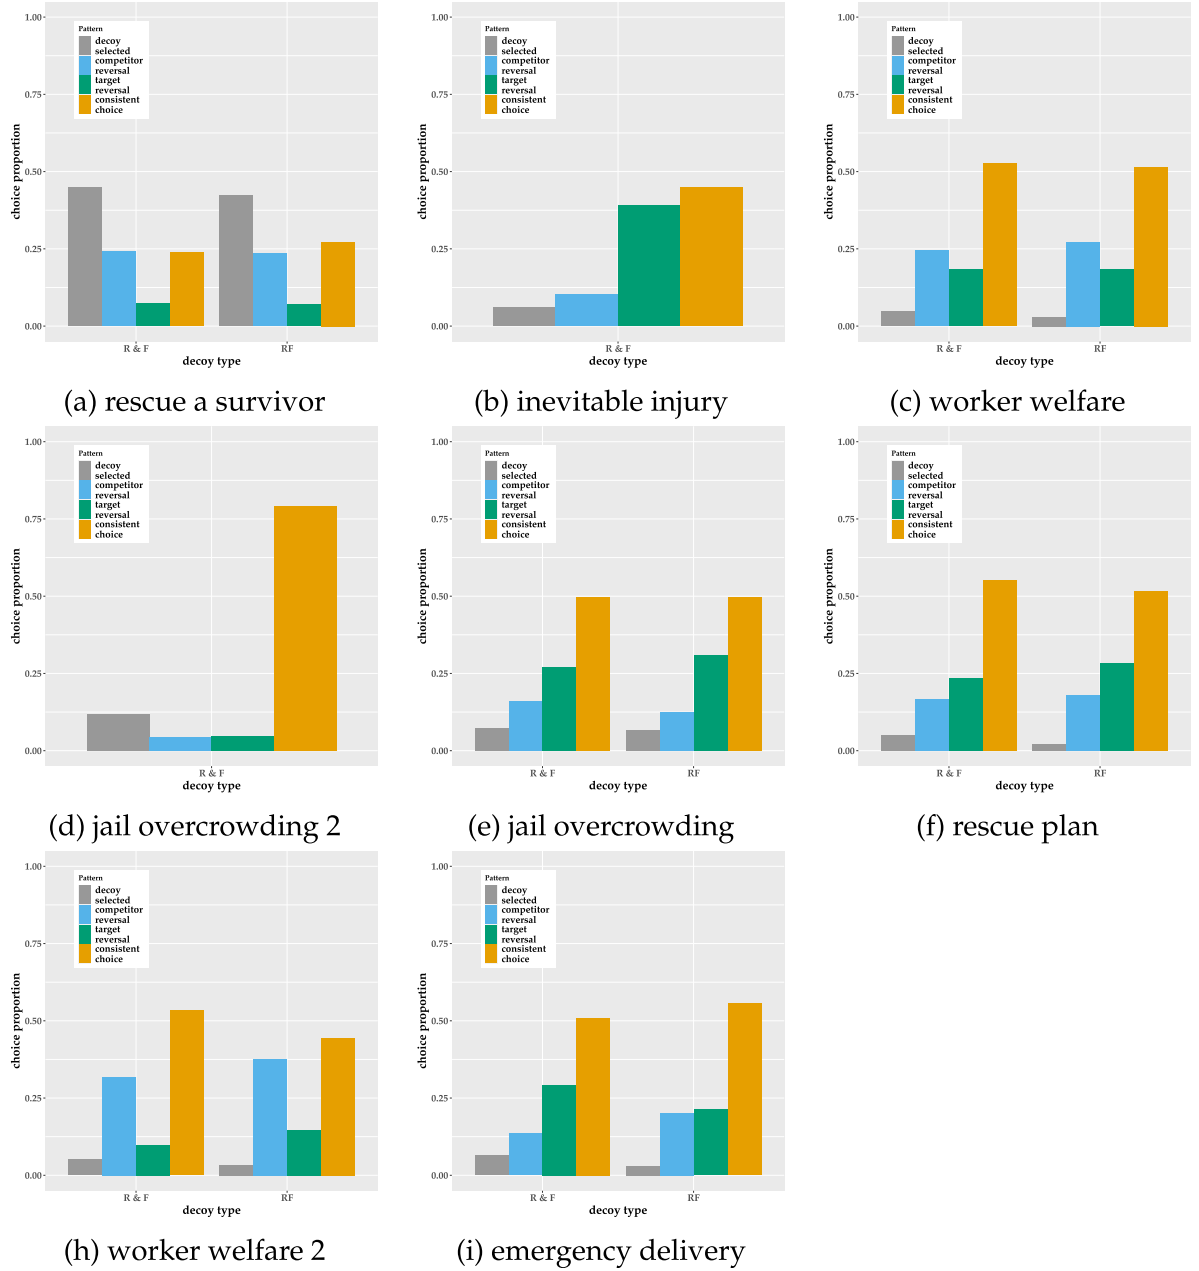 Pattern
decoy
selected
competitor
reversal
target
reversal
consistent
choice
1.00
0.75
0.50
0.25
0.00
choice proportion
R & F
RF
decoy type
(a) rescue a survivor
Pattern
decoy
selected
competitor
reversal
target
reversal
consistent
choice
1.00
0.75
0.50
0.25
0.00
choice proportion
R & F
decoy type
(b) inevitable injury
Pattern
decoy
selected
competitor
reversal
target
reversal
consistent
choice
1.00
0.75
0.50
0.25
0.00
choice proportion
R & F
RF
decoy type
(c) worker welfare
Pattern
decoy
selected
competitor
reversal
target
reversal
consistent
choice
1.00
0.75
0.50
0.25
0.00
choice proportion
R & F
decoy type
(d) jail overcrowding 2
Pattern
decoy
selected
competitor
reversal
target
reversal
consistent
choice
1.00
0.75
0.50
0.25
0.00
choice proportion
R & F
RF
decoy type
(e) jail overcrowding
Pattern
decoy
selected
competitor
reversal
target
reversal
consistent
choice
1.00
0.75
0.50
0.25
0.00
choice proportion
R & F
RF
decoy type
(f) rescue plan
Pattern
decoy
selected
competitor
reversal
target
reversal
consistent
choice
1.00
0.75
0.50
0.25
0.00
choice proportion
R & F
RF
decoy type
(h) worker welfare 2
Pattern
decoy
selected
competitor
reversal
target
reversal
consistent
choice
1.00
0.75
0.50
0.25
0.00
choice proportion
R & F
RF
decoy type
(i) emergency delivery